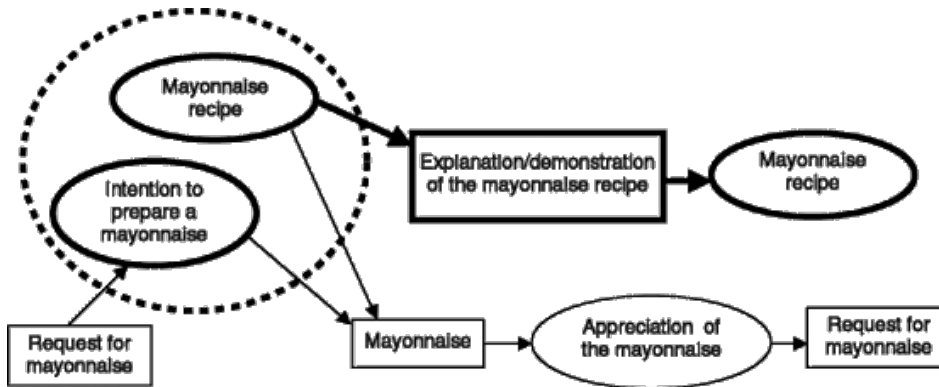 Mayonnaise
recipe
Explanation/demonstration
of the mayonnaise recipe
Mayonnaise
recipe
Intention to
prepare a
mayonnaise
Request for
mayonnaise
Mayonnaise
Appreciation of
the mayonnaise
Request for
mayonnaise